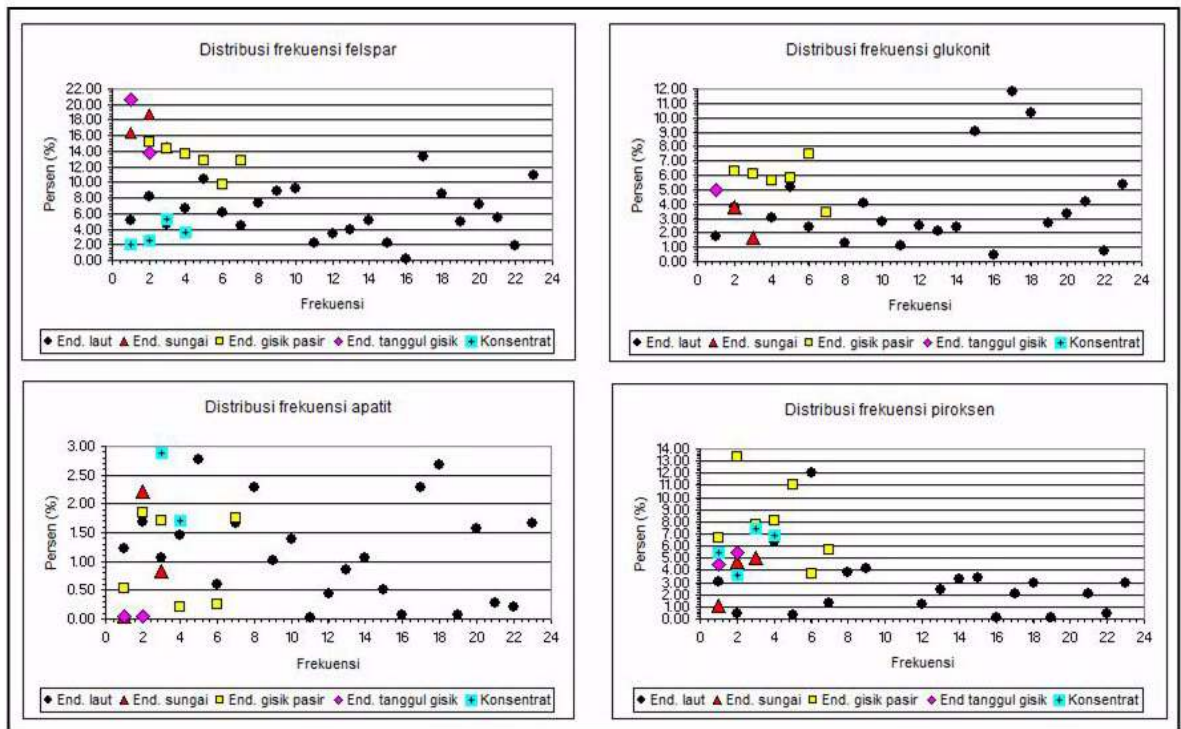 Distribusi frekuensi felspar
Persen (%)
22.00
20.00
18.00
16.00
14.00
12.00
10.00
8.00
6.00
4.00
2.00
0.00
0 2 4 6 8 10 12 14 16 18 20 22 24
Frekuensi
End. laut End. sungai End. gisik pasir End. tanggul gisik Konsentrat
Distribusi frekuensi glukonit
Persen (%)
12.00
11.00
10.00
9.00
8.00
7.00
6.00
5.00
4.00
3.00
2.00
1.00
0.00
0 2 4 6 8 10 12 14 16 18 20 22 24
Frekuensi
End. laut End. sungai End. gisik pasir End. tanggul gisik Konsentrat
Distribusi frekuensi apatit
Persen (%)
3.00
2.50
2.00
1.50
1.00
0.50
0.00
0 2 4 6 8 10 12 14 16 18 20 22 24
Frekuensi
End. laut End. sungai End. gisik pasir End tanggul gisik Konsentrat
Distribusi frekuensi piroksen
Persen (%)
14.00
13.00
12.00
11.00
10.00
9.00
8.00
7.00
6.00
5.00
4.00
3.00
2.00
1.00
0.00
0 2 4 6 8 10 12 14 16 18 20 22 24
Frekuensi
End. laut End. sungai End. gisik pasir End tanggul gisik Konsentrat